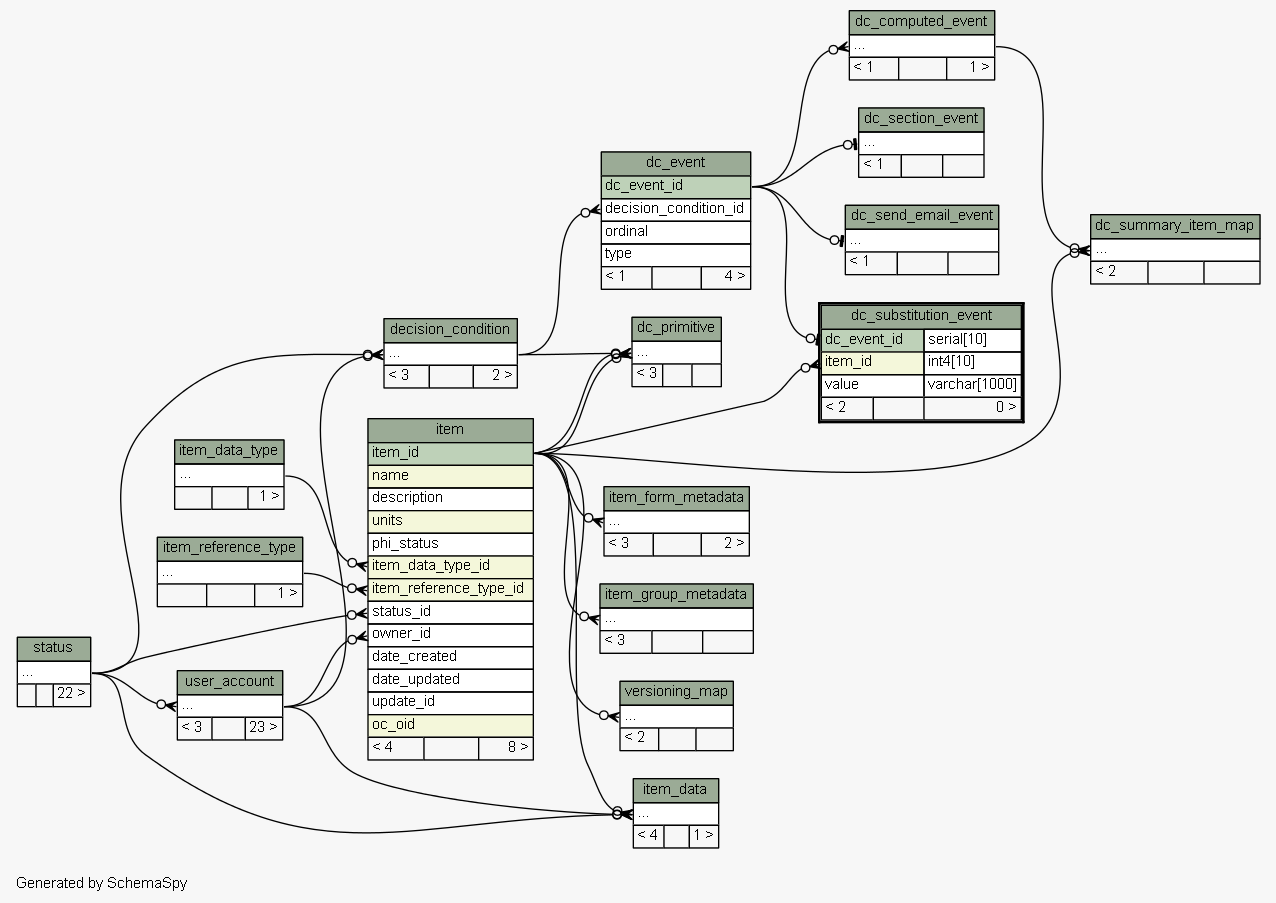 dc_computed_event
...
< 1 1 >
dc_section_event
...
< 1
dc_event
dc_event_id
decision_condition_id
ordinal
type
< 1 4 >
dc_send_email_event
...
< 1
dc_summary_item_map
...
< 2
dc_substitution_event
dc_event_id serial[10]
item_id int4[10]
value varchar[1000]
< 2 0 >
decision_condition
...
< 3 2 >
dc_primitive
...
< 3
item
item_id
name
description
units
phi_status
item_data_type_id
item_reference_type_id
status_id
owner_id
date_created
date_updated
update_id
oc_oid
< 4 8 >
item_data_type
...
1 >
item_reference_type
...
1 >
item_form_metadata
...
< 3 2 >
item_group_metadata
...
< 3
status
...
22 >
user_account
...
< 3 23 >
versioning_map
...
< 2
item_data
...
< 4 1 >
Generated by SchemaSpy